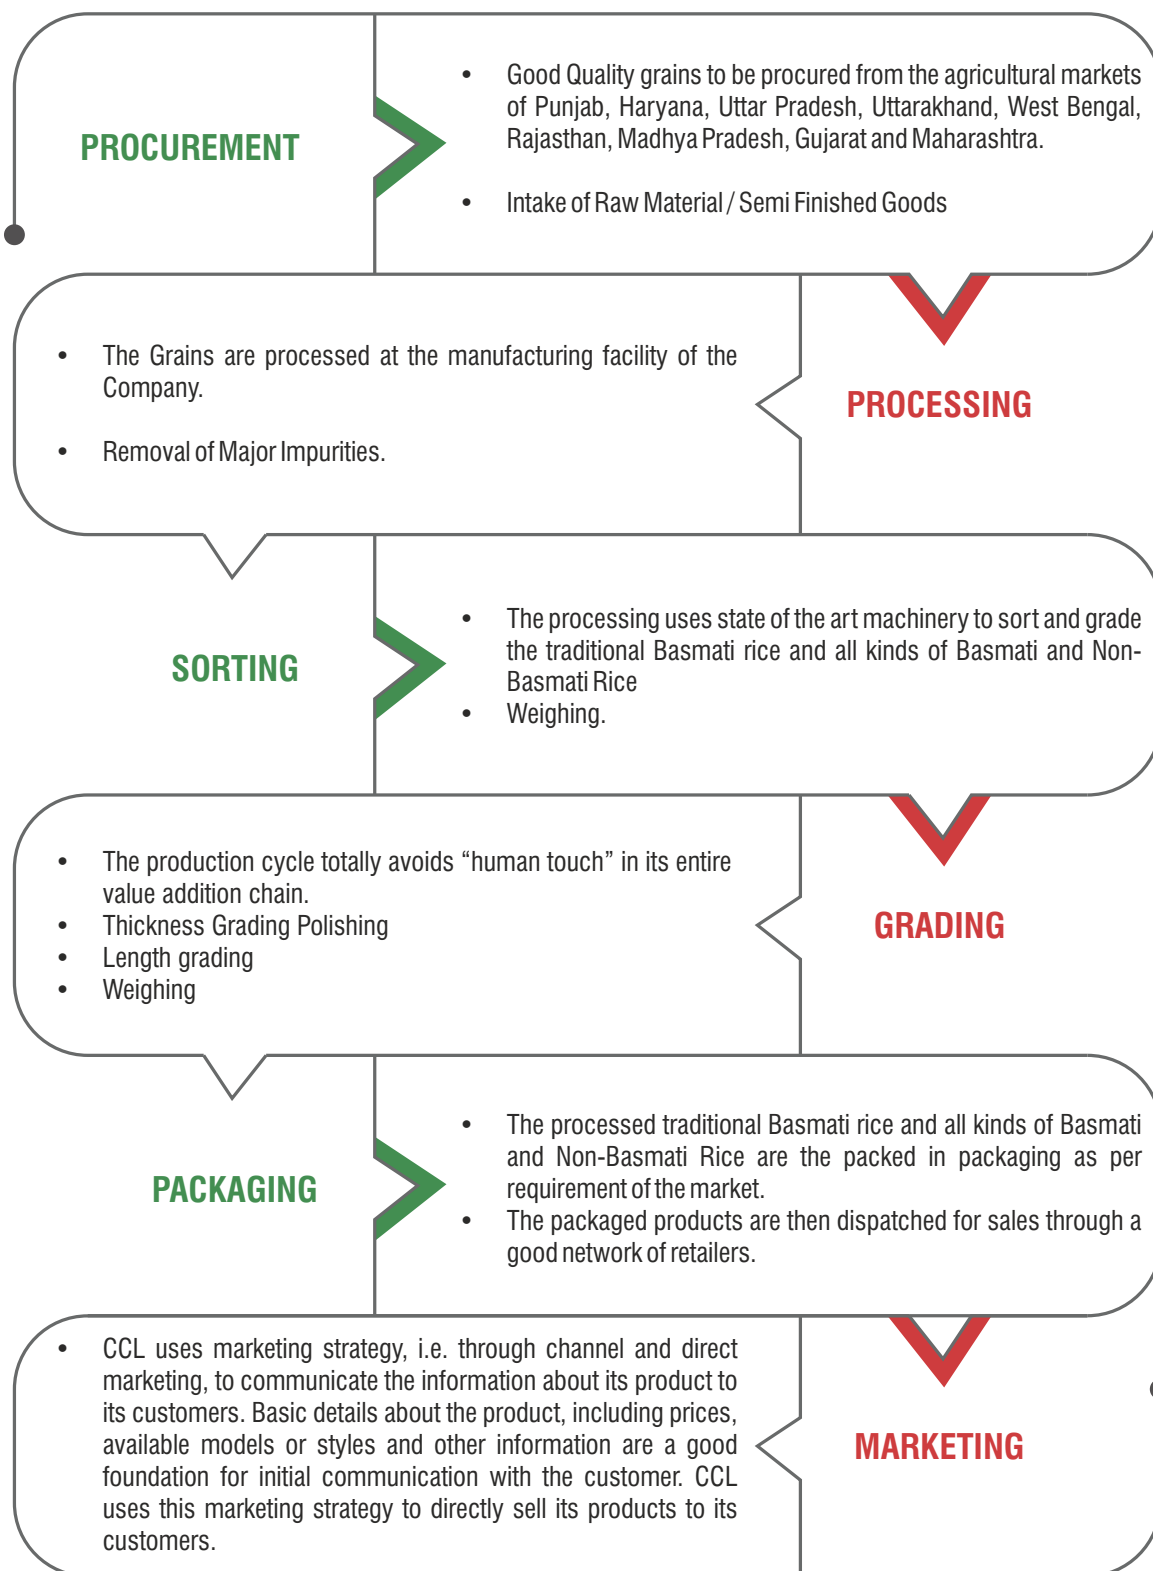 PROCUREMENT
• Good Quality grains to be procured from the agricultural markets
of Punjab, Haryana, Uttar Pradesh, Uttarakhand, West Bengal,
Rajasthan, Madhya Pradesh, Gujarat and Maharashtra.
• Intake of Raw Material / Semi Finished Goods
PROCESSING
• The Grains are processed at the manufacturing facility of the
Company.
• Removal of Major Impurities.
SORTING
• The processing uses state of the art machinery to sort and grade
the traditional Basmati rice and all kinds of Basmati and Non-
Basmati Rice
• Weighing.
GRADING
• The production cycle totally avoids “human touch” in its entire
value addition chain.
• Thickness Grading Polishing
• Length grading
• Weighing
PACKAGING
• The processed traditional Basmati rice and all kinds of Basmati
and Non-Basmati Rice are the packed in packaging as per
requirement of the market.
• The packaged products are then dispatched for sales through a
good network of retailers.
MARKETING
• CCL uses marketing strategy, i.e. through channel and direct
marketing, to communicate the information about its product to
its customers. Basic details about the product, including prices,
available models or styles and other information are a good
foundation for initial communication with the customer. CCL
uses this marketing strategy to directly sell its products to its
customers.